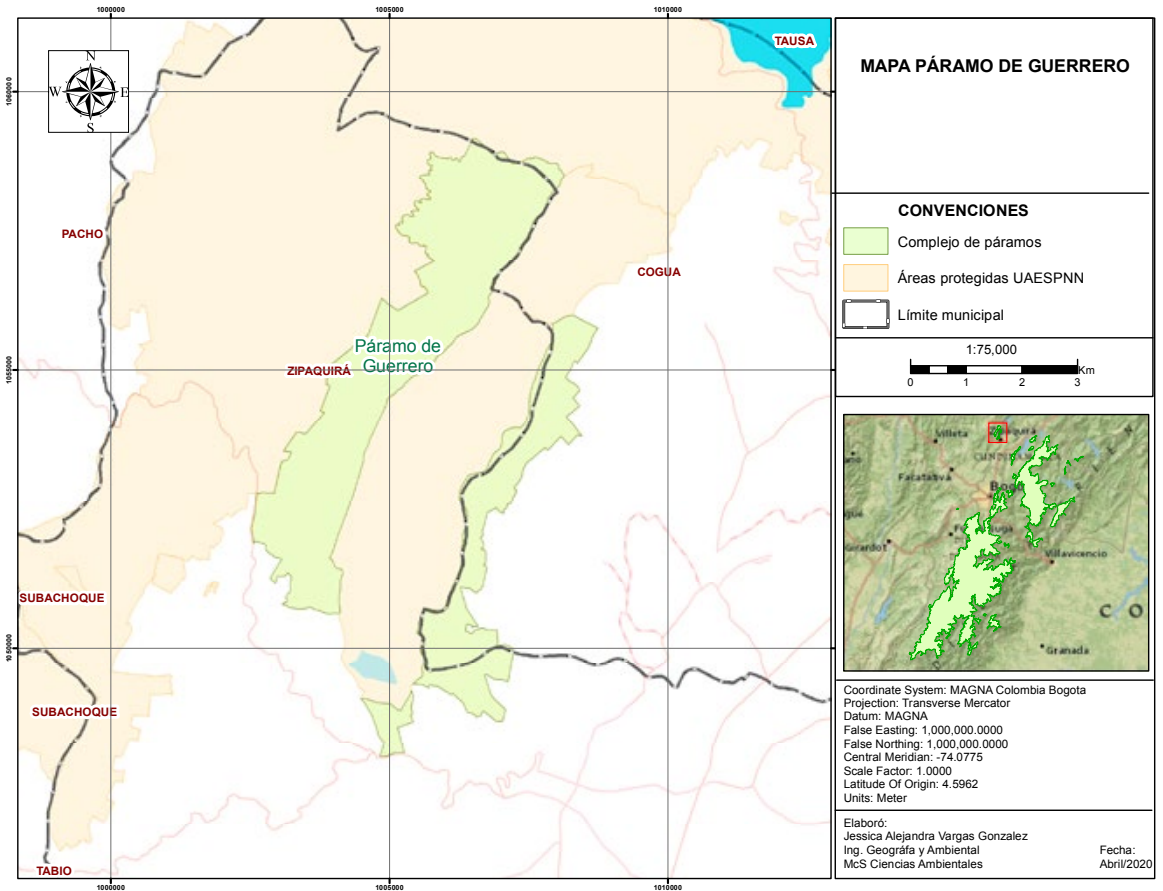 1000000
1005000
1010000
TAUSA
N
W
E
S
1060000
PACHO
COGUA
Páramo de
Guerrero
ZIPAQUIRÁ
1055000
SUBACHOQUE
1050000
SUBACHOQUE
TABIO
1000000
1005000
1010000
MAPA PÁRAMO DE GUERRERO
CONVENCIONES
Complejo de páramos
Áreas protegidas UAESPNN
Límite municipal
1:75,000
Km
0 1 2 3
Villeta
Facatativa
Girardot
Villavicencio
C O
Granada
Coordinate System: MAGNA Colombia Bogota
Projection: Transverse Mercator
Datum: MAGNA
False Easting: 1,000,000.0000
False Northing: 1,000,000.0000
Central Meridian: -74.0775
Scale Factor: 1.0000
Latitude Of Origin: 4.5962
Units: Meter
Elaboró:
Jessica Alejandra Vargas Gonzalez
Ing. Geográfa y Ambiental
McS Ciencias Ambientales
Fecha:
Abril/2020